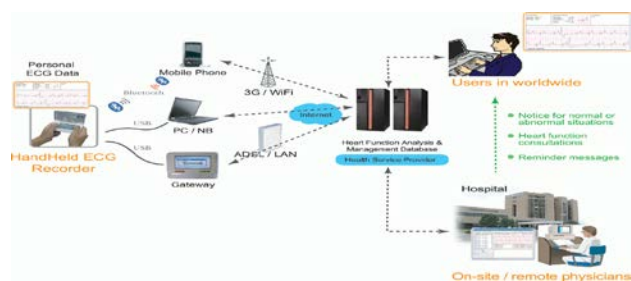 Personal
ECG Data
HandHeld ECG
Recorder
Bluetooth
USB
USB
Mobile Phone
PC / NB
Gateway
3G / WiFi
Internet
ADSL / LAN
Heart Function Analysis &
Management Database
Health Service Provider
Users in worldwide
Notice for normal or
abnormal situations
Heart function
consultations
Reminder messages
Hospital
On-site / remote physicians